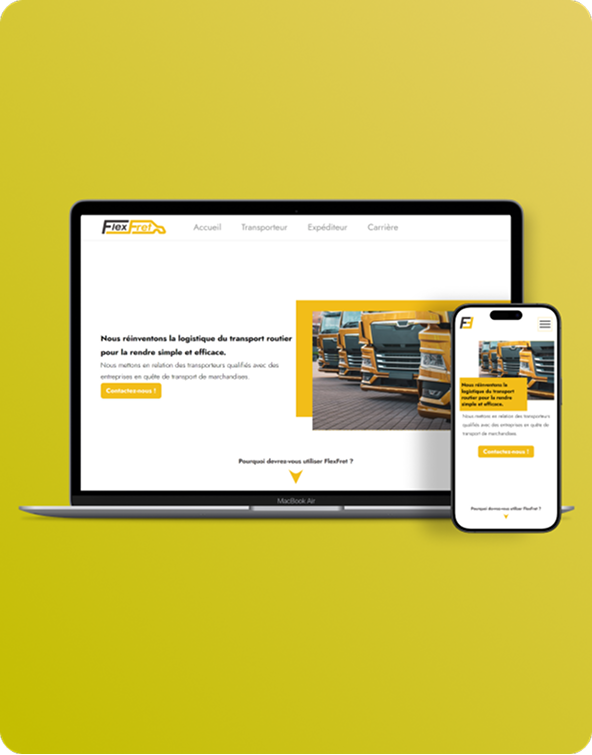 FlexFret
Accueil Transporteur Expéditeur Carrière
Nous réinventons la logistique du transport routier
pour la rendre simple et efficace.
Nous mettons en relation des transporteurs qualifiés avec des
entreprises en quête de transport de marchandises.
Contactez-nous !
Pourquoi devrez-vous utiliser FlexFret ?
MacBook Air
FF
Nous réinventons la
logistique du transport
routier pour la rendre
simple et efficace.
Nous mettons en relation des transporteurs
qualifiés avec des entreprises en quête de
transport de marchandises.
Contactez-nous !
Pourquoi devrez-vous utiliser FlexFret ?